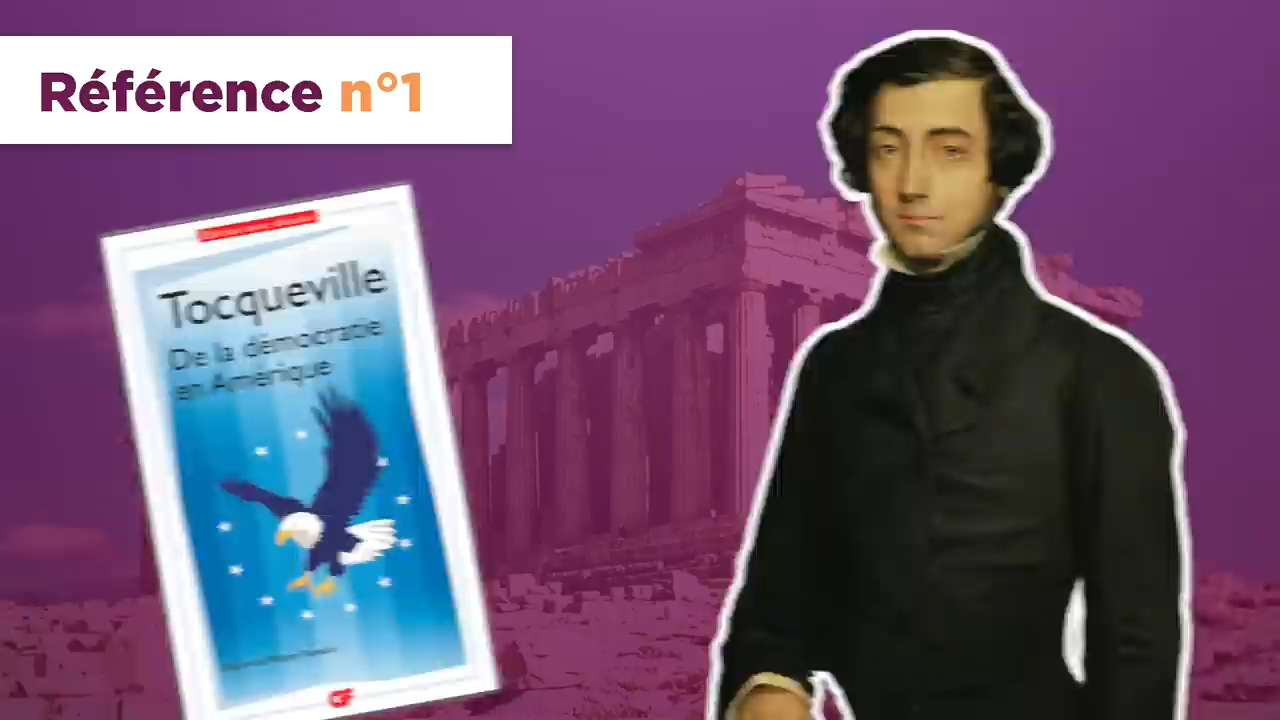 Référence n°1
Tocqueville
De la démocratie
en Amérique
GF